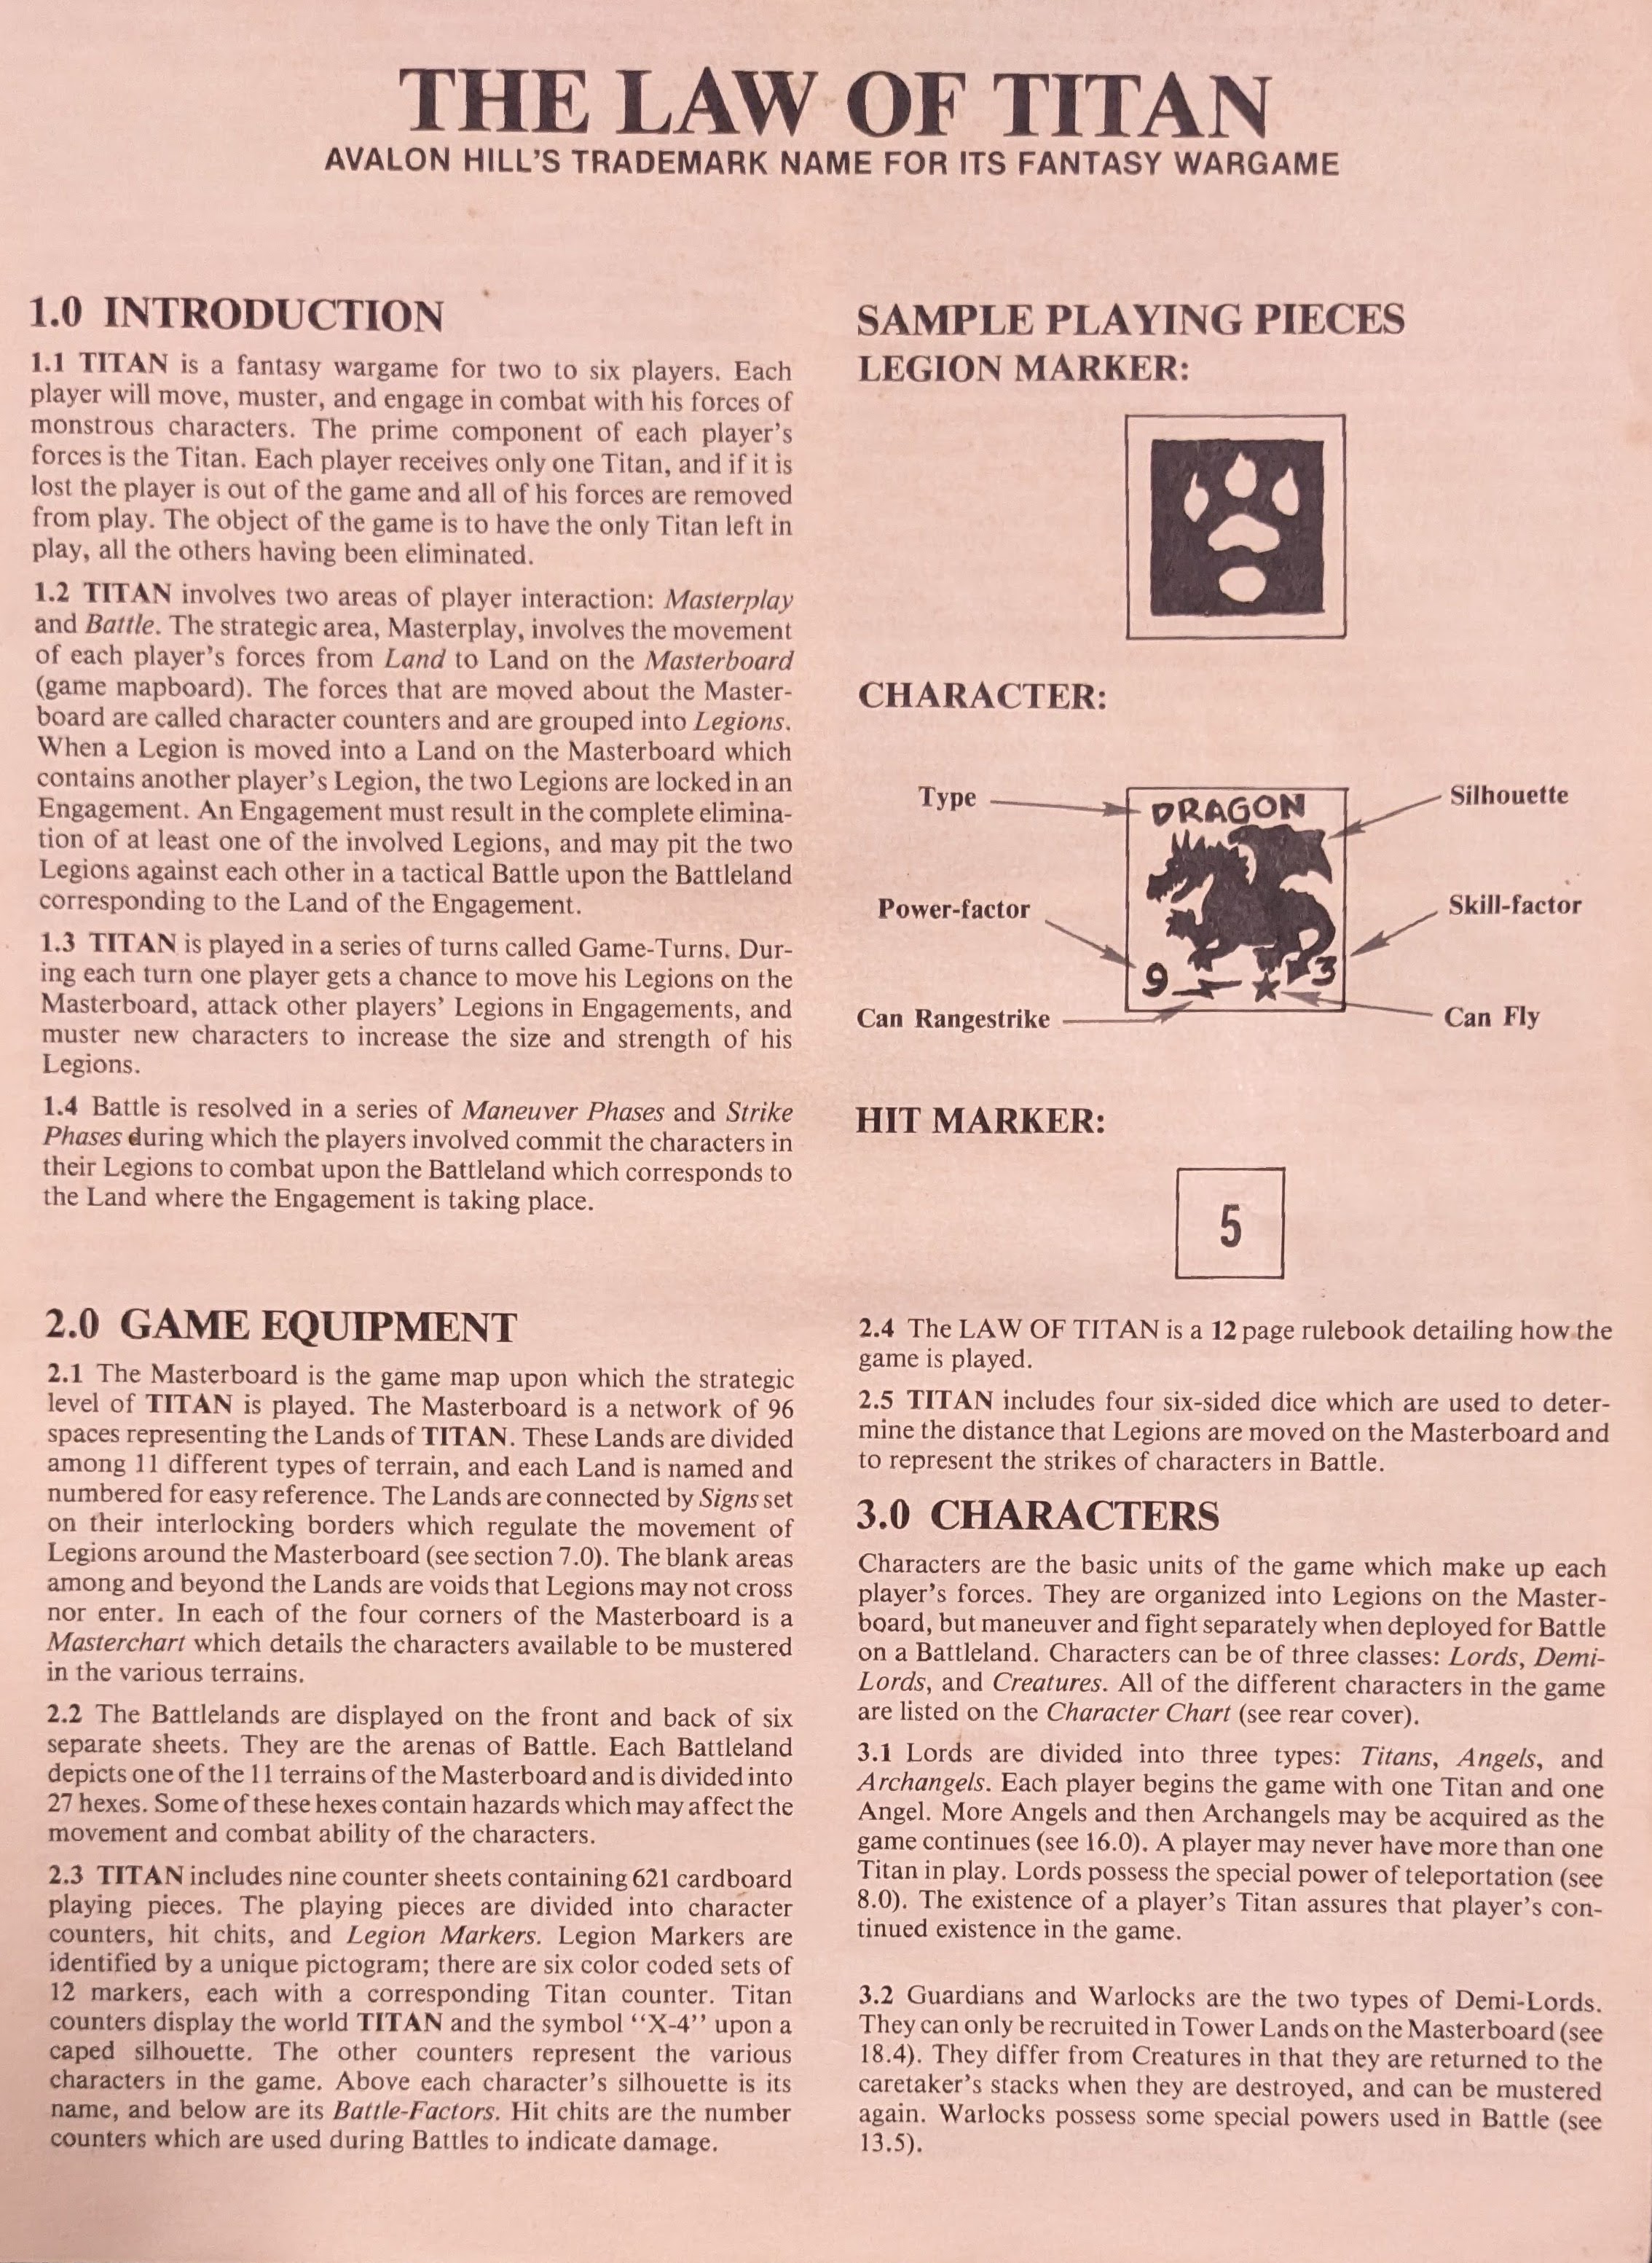 THE LAW OF TITAN
AVALON HILL'S TRADEMARK NAME FOR ITS FANTASY WARGAME
1.0 INTRODUCTION
1.1 TITAN is a fantasy wargame for two to six players. Each
player will move, muster, and engage in combat with his forces of
monstrous characters. The prime component of each player's
forces is the Titan. Each player receives only one Titan, and if it is
lost the player is out of the game and all of his forces are removed
from play. The object of the game is to have the only Titan left in
play, all the others having been eliminated.
1.2 TITAN involves two areas of player interaction: Masterplay
and Battle. The strategic area, Masterplay, involves the movement
of each player's forces from Land to Land on the Masterboard
(game mapboard). The forces that are moved about the Master-
board are called character counters and are grouped into Legions.
When a Legion is moved into a Land on the Masterboard which
contains another player's Legion, the two Legions are locked in an
Engagement. An Engagement must result in the complete elimina-
tion of at least one of the involved Legions, and may pit the two
Legions against each other in a tactical Battle upon the Battleland
corresponding to the Land of the Engagement.
1.3 TITAN is played in a series of turns called Game-Turns. Dur-
ing each turn one player gets a chance to move his Legions on the
Masterboard, attack other players' Legions in Engagements, and
muster new characters to increase the size and strength of his
Legions.
1.4 Battle is resolved in a series of Maneuver Phases and Strike
Phases during which the players involved commit the characters in
their Legions to combat upon the Battleland which corresponds to
the Land where the Engagement is taking place.
2.0 GAME EQUIPMENT
2.1 The Masterboard is the game map upon which the strategic
level of TITAN is played. The Masterboard is a network of 96
spaces representing the Lands of TITAN. These Lands are divided
among 11 different types of terrain, and each Land is named and
numbered for easy reference. The Lands are connected by Signs set
on their interlocking borders which regulate the movement of
Legions around the Masterboard (see section 7.0). The blank areas
among and beyond the Lands are voids that Legions may not cross
nor enter. In each of the four corners of the Masterboard is a
Masterchart which details the characters available to be mustered
in the various terrains.
2.2 The Battlelands are displayed on the front and back of six
separate sheets. They are the arenas of Battle. Each Battleland
depicts one of the 11 terrains of the Masterboard and is divided into
27 hexes. Some of these hexes contain hazards which may affect the
movement and combat ability of the characters.
2.3 TITAN includes nine counter sheets containing 621 cardboard
playing pieces. The playing pieces are divided into character
counters, hit chits, and Legion Markers. Legion Markers are
identified by a unique pictogram; there are six color coded sets of
12 markers, each with a corresponding Titan counter. Titan
counters display the world TITAN and the symbol "X-4" upon a
caped silhouette. The other counters represent the various
characters in the game. Above each character's silhouette is its
name, and below are its Battle-Factors. Hit chits are the number
counters which are used during Battles to indicate damage.
SAMPLE PLAYING PIECES
LEGION MARKER:
CHARACTER:
Type
DRAGON
Silhouette
Power-factor
Skill-factor
9
3
Can Rangestrike
Can Fly
HIT MARKER:
5
2.4 The LAW OF TITAN is a 12 page rulebook detailing how the
game is played.
2.5 TITAN includes four six-sided dice which are used to deter-
mine the distance that Legions are moved on the Masterboard and
to represent the strikes of characters in Battle.
3.0 CHARACTERS
Characters are the basic units of the game which make up each
player's forces. They are organized into Legions on the Master-
board, but maneuver and fight separately when deployed for Battle
on a Battleland. Characters can be of three classes: Lords, Demi-
Lords, and Creatures. All of the different characters in the game
are listed on the Character Chart (see rear cover).
3.1 Lords are divided into three types: Titans, Angels, and
Archangels. Each player begins the game with one Titan and one
Angel. More Angels and then Archangels may be acquired as the
game continues (see 16.0). A player may never have more than one
Titan in play. Lords possess the special power of teleportation (see
8.0). The existence of a player's Titan assures that player's con-
tinued existence in the game.
3.2 Guardians and Warlocks are the two types of Demi-Lords.
They can only be recruited in Tower Lands on the Masterboard (see
18.4). They differ from Creatures in that they are returned to the
caretaker's stacks when they are destroyed, and can be mustered
again. Warlocks possess some special powers used in Battle (see
13.5).